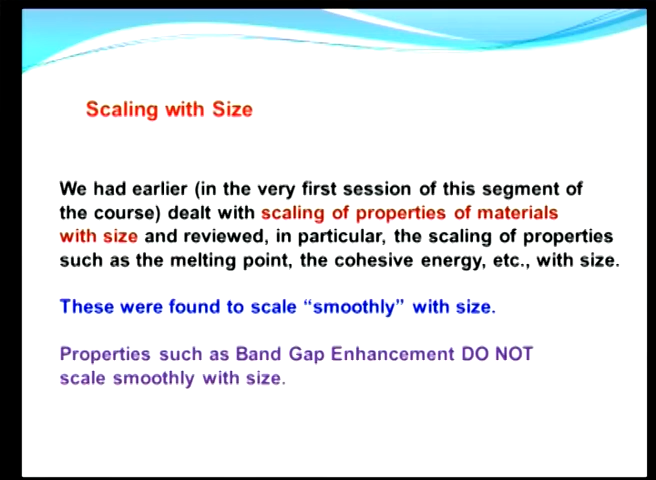 Scaling with Size
We had earlier (in the very first session of this segment of
the course) dealt with scaling of properties of materials
with size and reviewed, in particular, the scaling of properties
such as the melting point, the cohesive energy, etc., with size.
These were found to scale “smoothly” with size.
Properties such as Band Gap Enhancement DO NOT
scale smoothly with size.